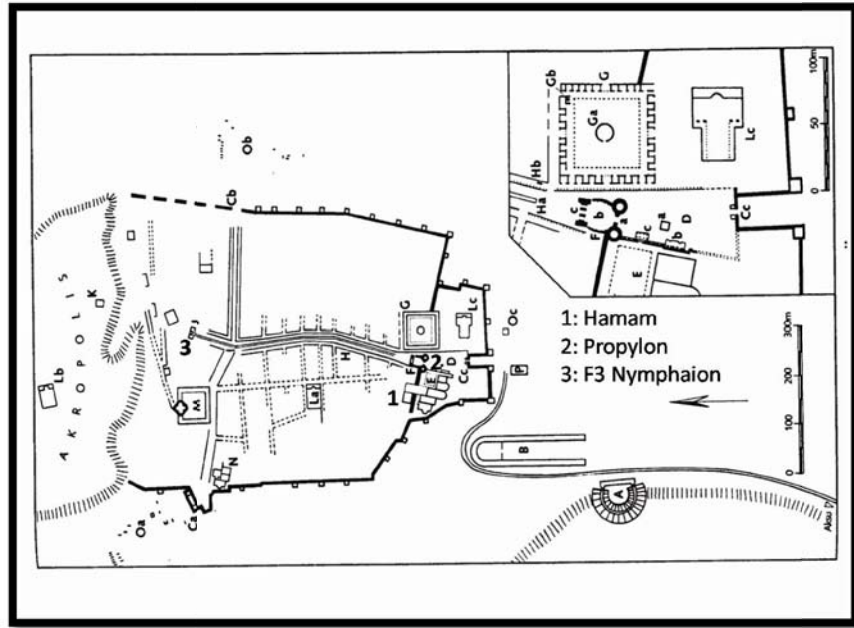 AKROPOLIS
Lb
K
Ob
Cb
3
J
M
N
Oa
Ca
H
La
G
Lc
1
2
F
E
D
Cc
Oc
P
B
A
Aksu
1: Hamam
2: Propylon
3: F3 Nymphaion
0 100 200 300m
Gb
G
Ga
Hb
Ha
c
b
a
F
c
a
b
D
E
Lc
Cc
0 50 100m